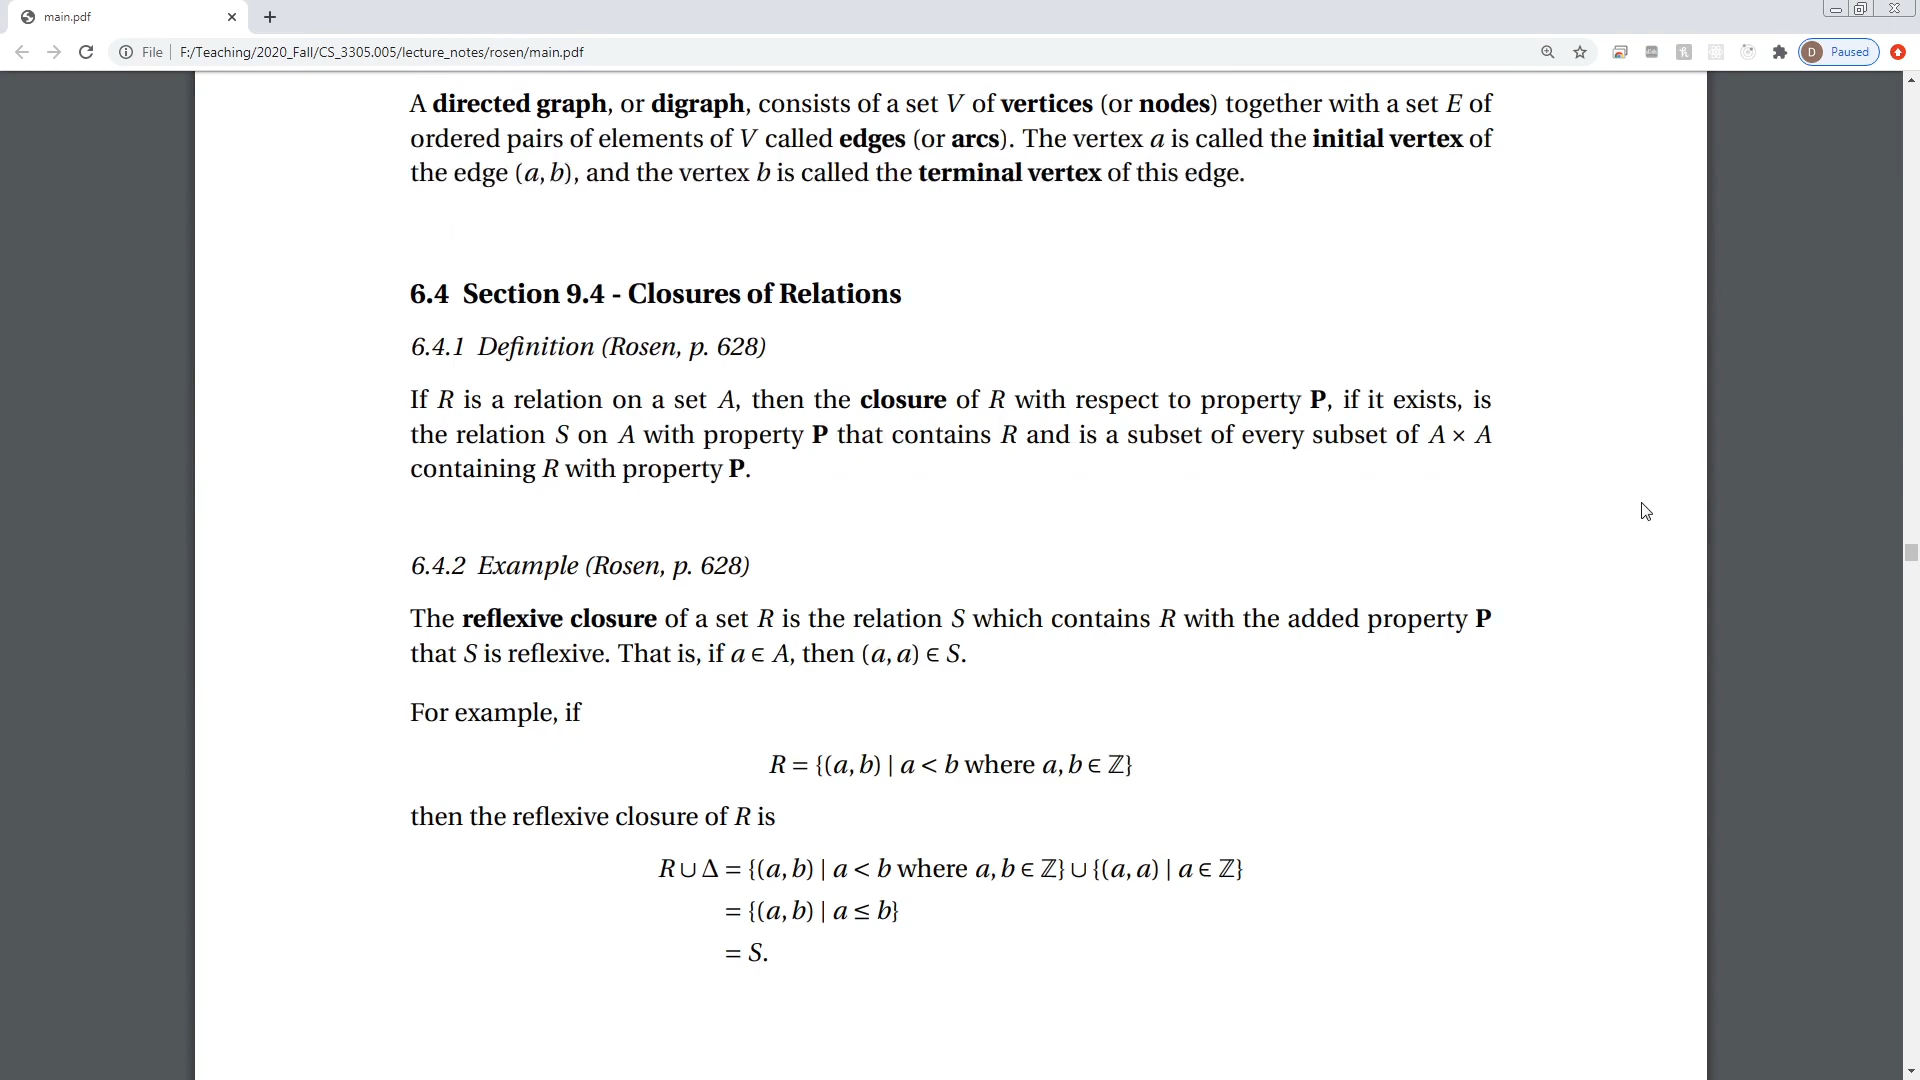 main.pdf
File F:/Teaching/2020_Fall/CS_3305.005/lecture_notes/rosen/main.pdf
D Paused
A directed graph, or digraph, consists of a set V of vertices (or nodes) together with a set E of
ordered pairs of elements of V called edges (or arcs). The vertex a is called the initial vertex of
the edge (a, b), and the vertex b is called the terminal vertex of this edge.
6.4 Section 9.4 - Closures of Relations
6.4.1 Definition (Rosen, p. 628)
If R is a relation on a set A, then the closure of R with respect to property P, if it exists, is
the relation S on A with property P that contains R and is a subset of every subset of A × A
containing R with property P.
6.4.2 Example (Rosen, p. 628)
The reflexive closure of a set R is the relation S which contains R with the added property P
that S is reflexive. That is, if a ∈ A, then (a, a) ∈ S.
For example, if
R = {(a, b) | a < b where a, b ∈ ℤ}
then the reflexive closure of R is
R ∪ Δ = {(a, b) | a < b where a, b ∈ ℤ} ∪ {(a, a) | a ∈ ℤ}
= {(a, b) | a ≤ b}
= S.